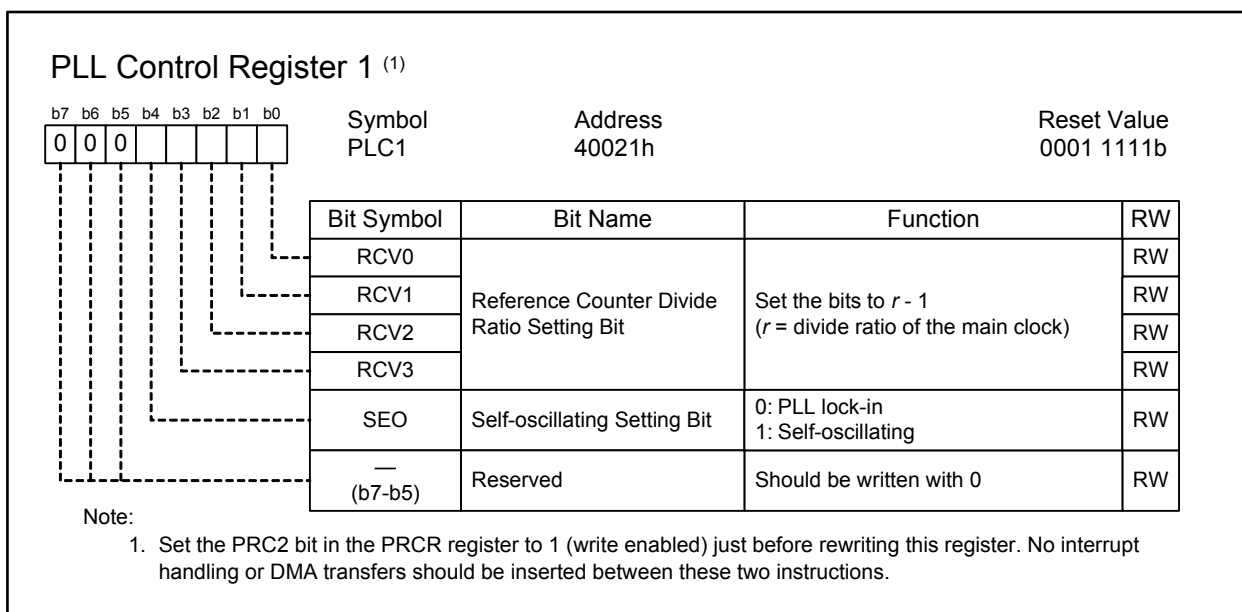 PLL Control Register 1 (1)
b7 b6 b5 b4 b3 b2 b1 b0
0 0 0
Symbol Address Reset Value
PLC1 40021h 0001 1111b
Bit Symbol Bit Name Function RW
RCV0 RW
RCV1 RW
Reference Counter Divide
Ratio Setting Bit
Set the bits to r - 1
(r = divide ratio of the main clock)
RCV2 RW
RCV3 RW
SEO Self-oscillating Setting Bit 0: PLL lock-in
1: Self-oscillating RW
—
(b7-b5) Reserved Should be written with 0 RW
Note:
1. Set the PRC2 bit in the PRCR register to 1 (write enabled) just before rewriting this register. No interrupt
handling or DMA transfers should be inserted between these two instructions.